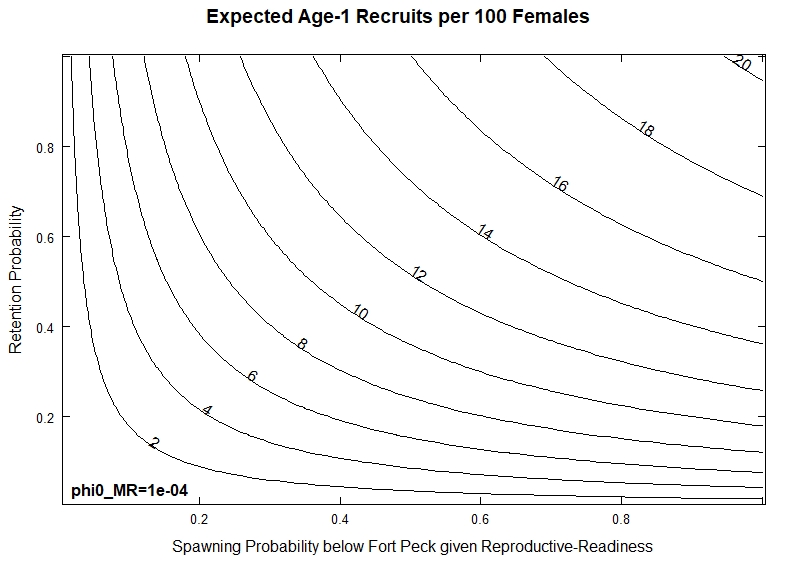 Expected Age-1 Recruits per 100 Females
20
18
16
14
12
10
8
6
4
2
0.8
0.6
0.4
0.2
Retention Probability
phi0_MR=1e-04
0.2 0.4 0.6 0.8
Spawning Probability below Fort Peck given Reproductive-Readiness